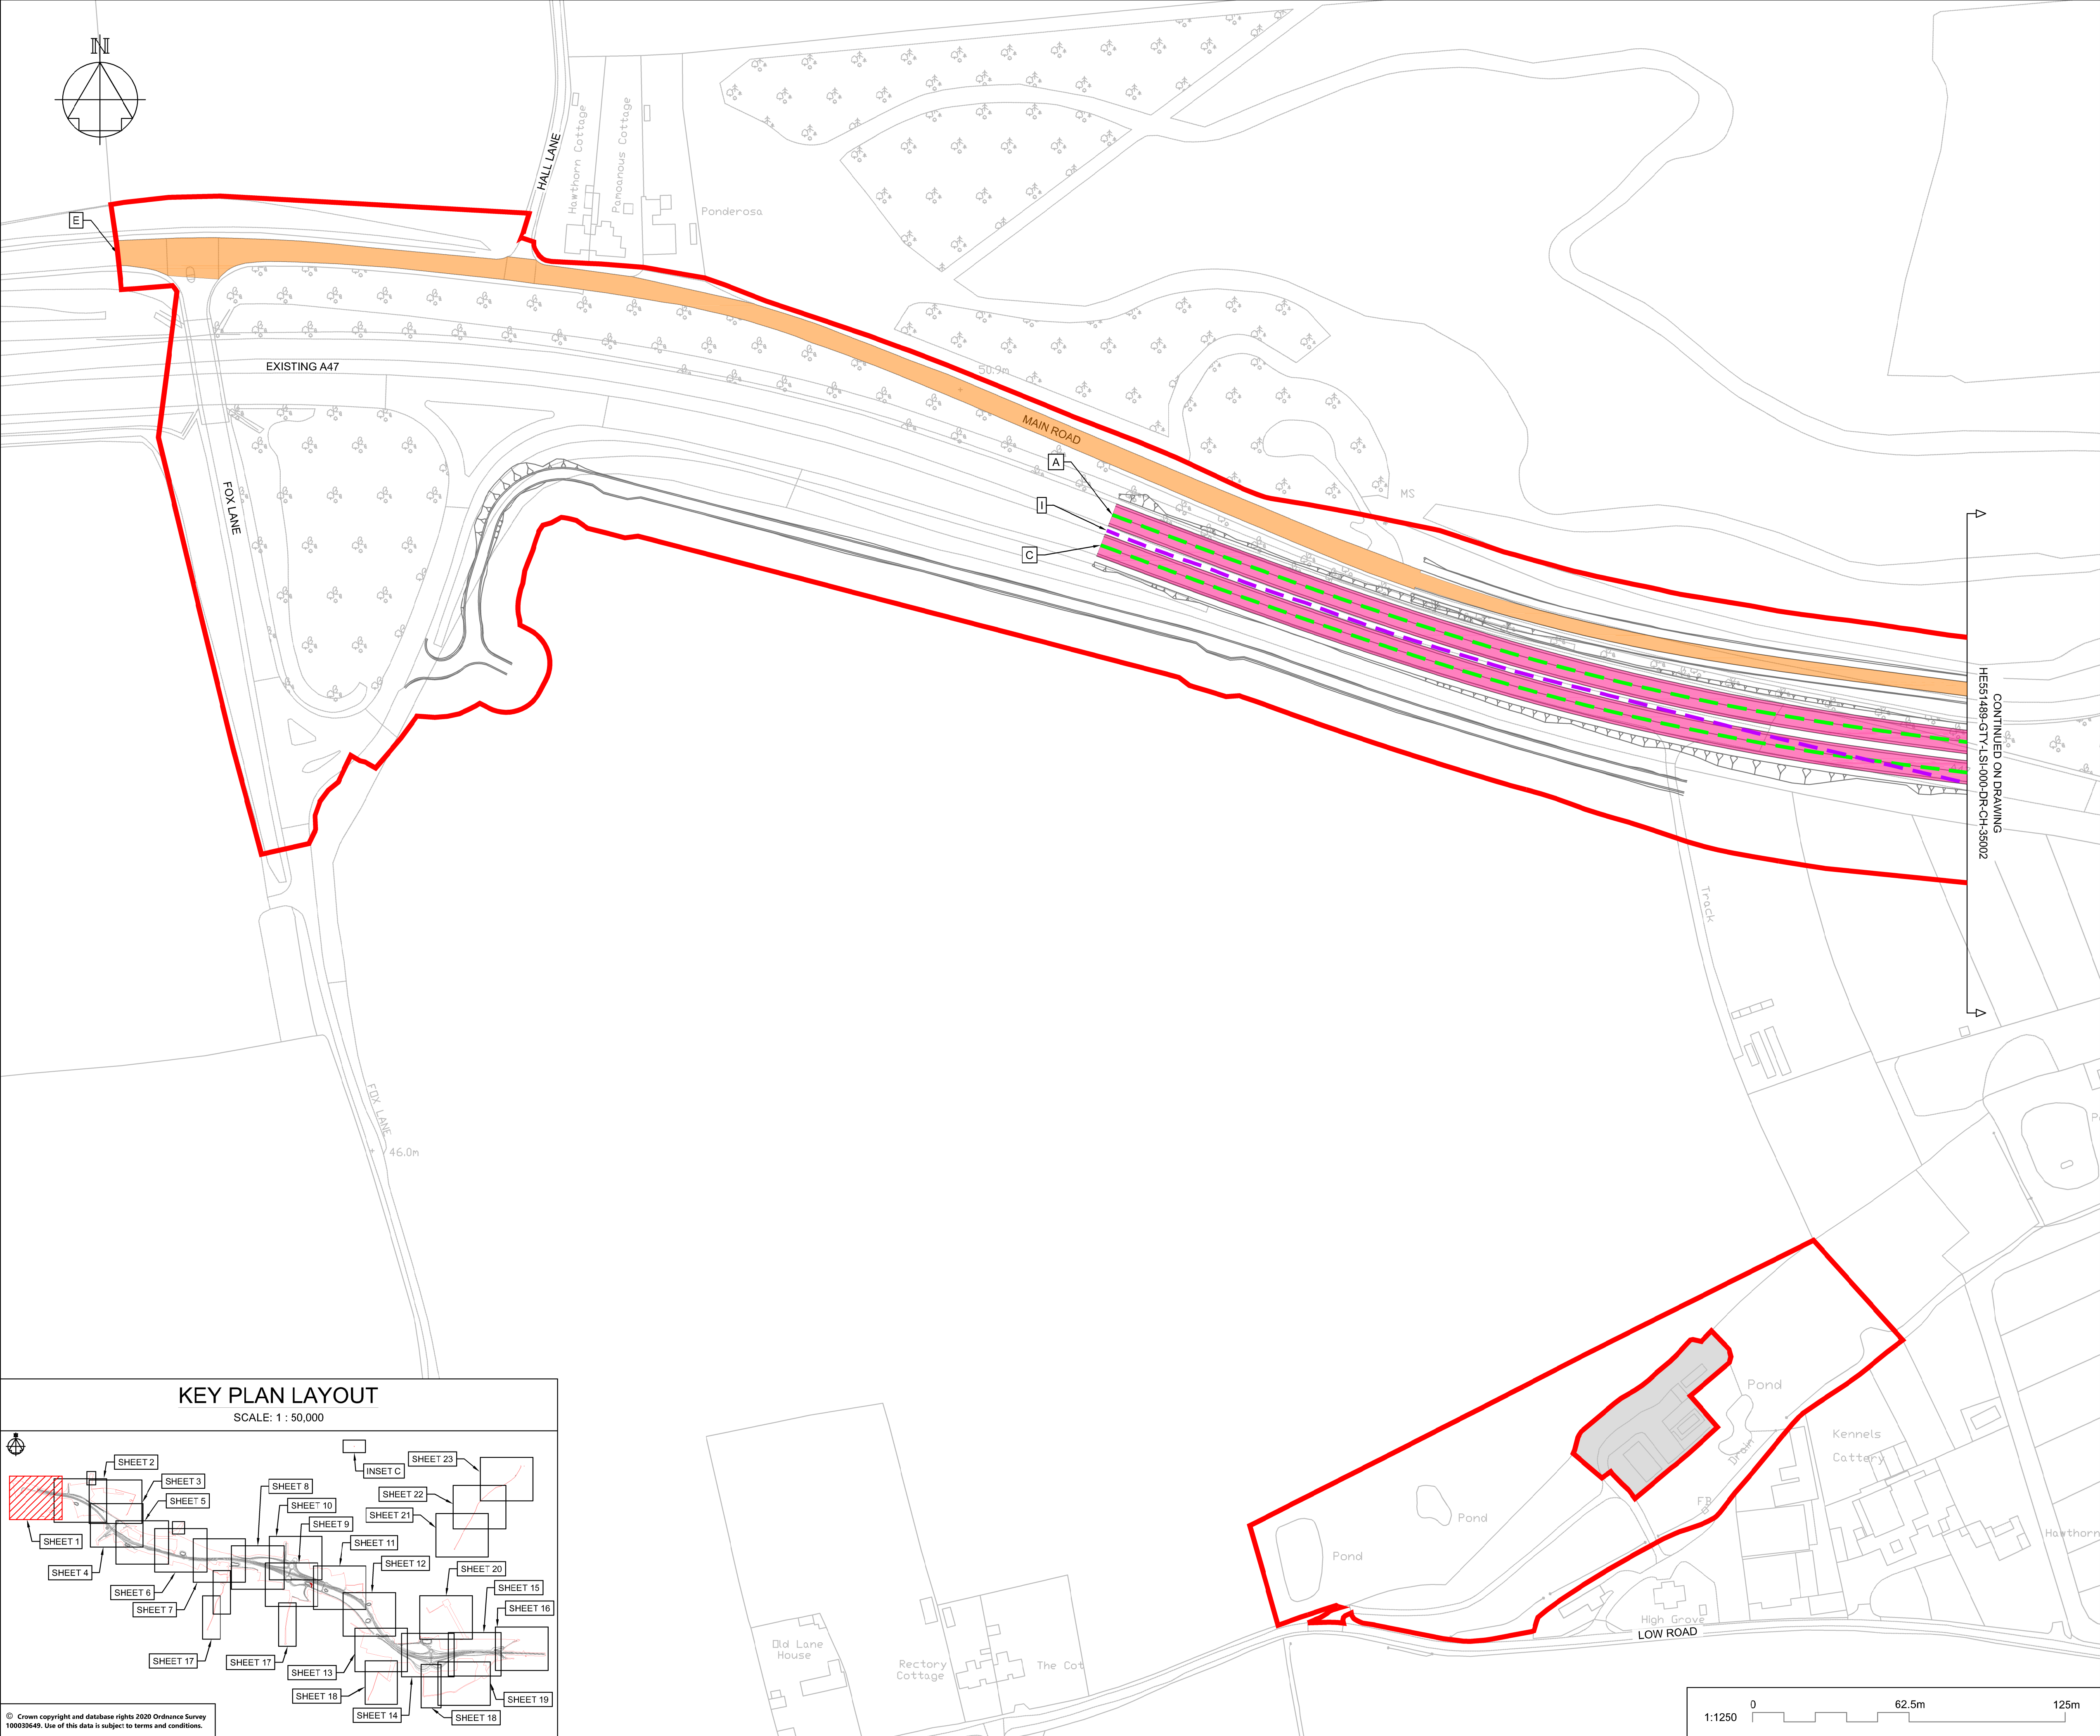 N
HALL LANE
Hawthorn Cottage
Pamoanous Cottage
Ponderosa
E
EXISTING A47
50.9m
MAIN ROAD
A
I
C
MS
FOX LANE
CONTINUED ON DRAWING
HE551489-GTY-LSI-000-DR-CH-35002
Track
FOX LANE
46.0m
Pond
Kennels
Cattery
Drain
FB
Pond
Pond
Hawthorn
High Grove
LOW ROAD
Old Lane
House
Rectory
Cottage
The Cot
KEY PLAN LAYOUT
SCALE: 1 : 50,000
SHEET 23
INSET C
SHEET 2
SHEET 3
SHEET 5
SHEET 8
SHEET 10
SHEET 9
SHEET 22
SHEET 21
SHEET 11
SHEET 1
SHEET 12
SHEET 4
SHEET 20
SHEET 6
SHEET 15
SHEET 7
SHEET 16
SHEET 17
SHEET 17
SHEET 13
SHEET 18
SHEET 19
SHEET 14
SHEET 18
© Crown copyright and database rights 2020 Ordnance Survey
100030649. Use of this data is subject to terms and conditions.
1:1250
0
62.5m
125m